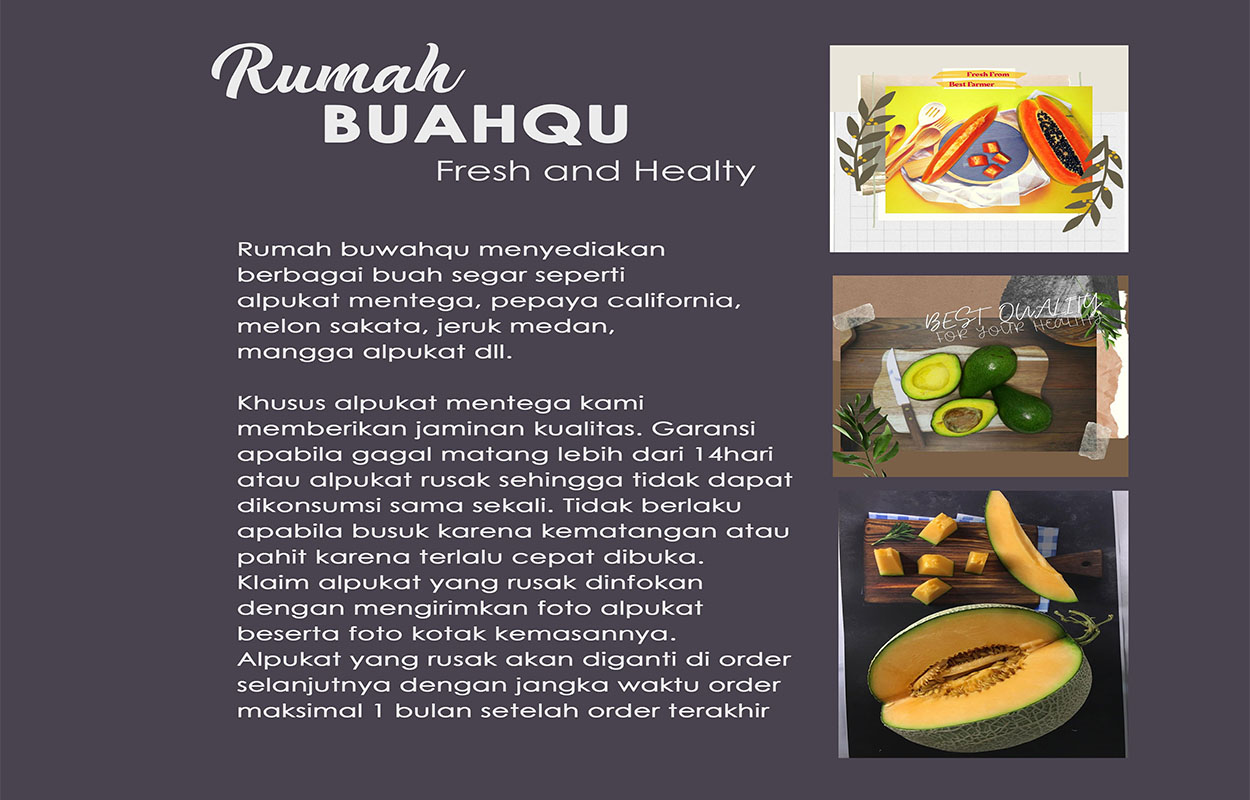 Rumah
BUAHQU
Fresh and Healty
Rumah buwahqu menyediakan
berbagai buah segar seperti
alpukat mentega, pepaya california,
melon sakata, jeruk medan,
mangga alpukat dll.
Khusus alpukat mentega kami
memberikan jaminan kualitas. Garansi
apabila gagal matang lebih dari 14hari
atau alpukat rusak sehingga tidak dapat
dikonsumsi sama sekali. Tidak berlaku
apabila busuk karena kematangan atau
pahit karena terlalu cepat dibuka.
Klaim alpukat yang rusak dinfokan
dengan mengirimkan foto alpukat
beserta foto kotak kemasannya.
Alpukat yang rusak akan diganti di order
selanjutnya dengan jangka waktu order
maksimal 1 bulan setelah order terakhir
Fresh From
Best Farmer
BEST QUALITY
FOR YOUR HEALTHY